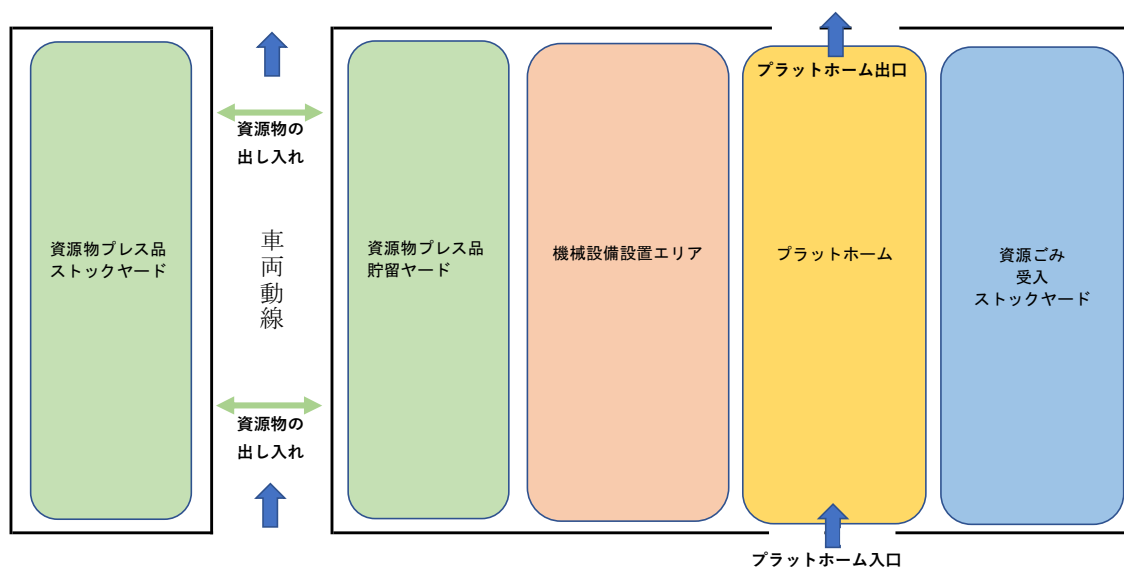 プラットホーム出口
資源物の
出し入れ
資源物プレス品
ストックヤード
車両動線
資源物プレス品
貯留ヤード
機械設備設置エリア
プラットホーム
資源ごみ
受入
ストックヤード
資源物の
出し入れ
プラットホーム入口